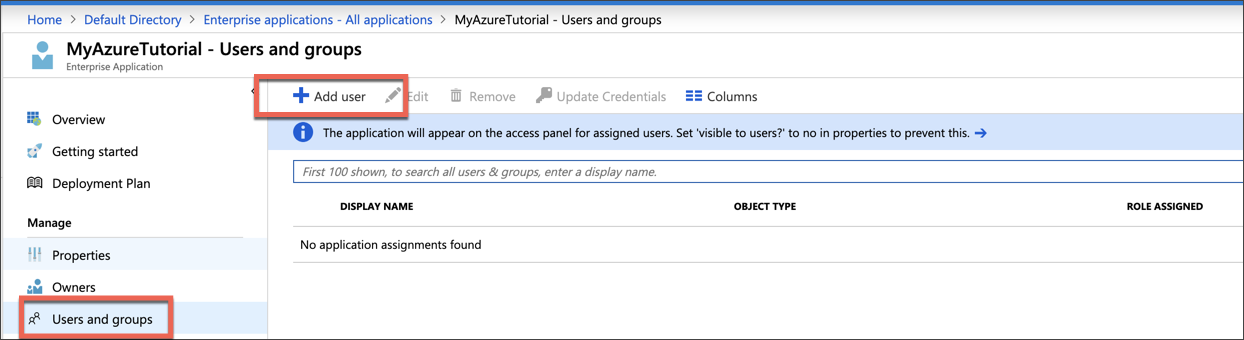 Home > Default Directory > Enterprise applications - All applications > MyAzureTutorial - Users and groups
MyAzureTutorial - Users and groups
Enterprise Application
Overview
Getting started
Deployment Plan
Manage
Properties
Owners
Users and groups
Add user Edit Remove Update Credentials Columns
The application will appear on the access panel for assigned users. Set 'visible to users?' to no in properties to prevent this. →
First 100 shown, to search all users & groups, enter a display name.
DISPLAY NAME OBJECT TYPE ROLE ASSIGNED
No application assignments found